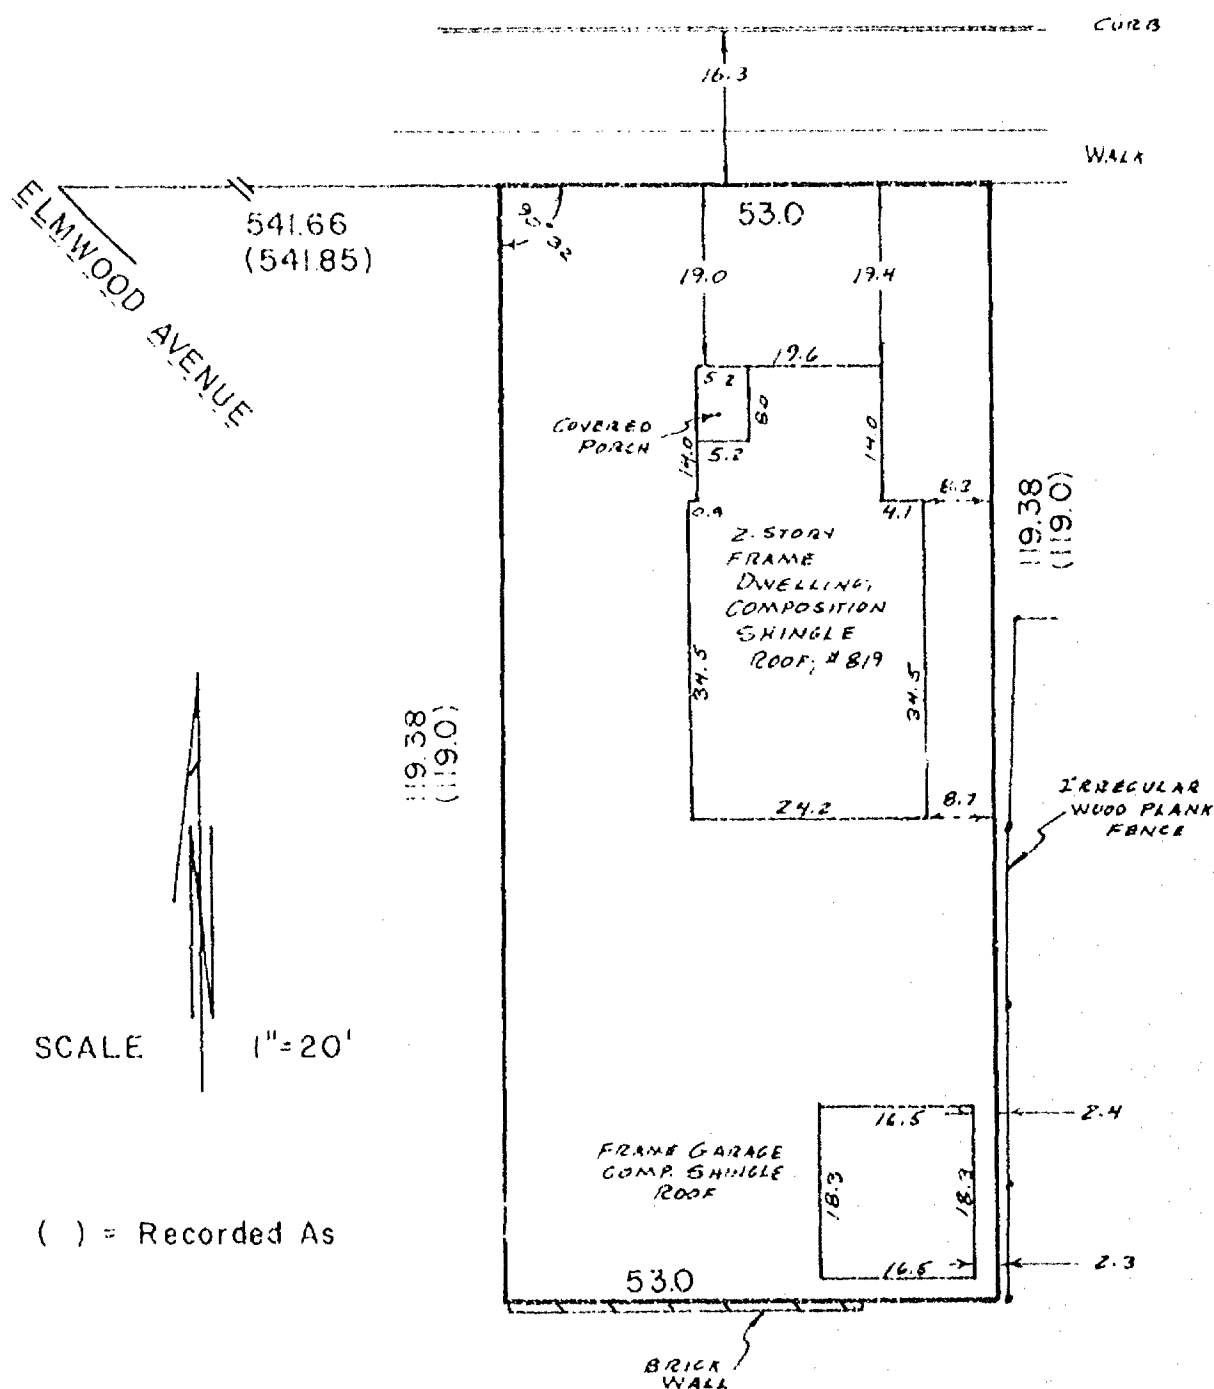 CURB
16.3
WALK
ELMWOOD AVENUE
541.66
(541.85)
90° 32
53.0
19.0
19.4
19.6
5.2
8.0
COVERED
PORCH
5.2
14.0
14.0
0.9
4.1
8.3
119.38
(119.0)
2-STORY
FRAME
DWELLING,
COMPOSITION
SHINGLE
ROOF, #819
34.5
34.5
119.38
(119.0)
24.2
8.7
IRREGULAR
WOOD PLANK
FENCE
SCALE 1"=20'
16.5
2.4
FRAME GARAGE
COMP. SHINGLE
ROOF
18.3
18.3
( ) = Recorded As
16.5
2.3
53.0
BRICK
WALL